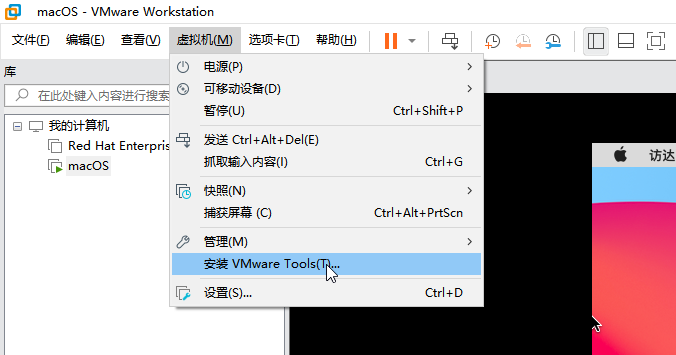 macOS - VMware Workstation
文件(F) 编辑(E) 查看(V) 虚拟机(M) 选项卡(T) 帮助(H)
库
在此处键入内容进行搜索
我的计算机
Red Hat Enterpris
macOS
电源(P)
可移动设备(D)
暂停(U) Ctrl+Shift+P
发送 Ctrl+Alt+Del(E)
抓取输入内容(I) Ctrl+G
快照(N)
捕获屏幕 (C) Ctrl+Alt+PrtScn
管理(M)
安装 VMware Tools(T)...
设置(S)... Ctrl+D
访达